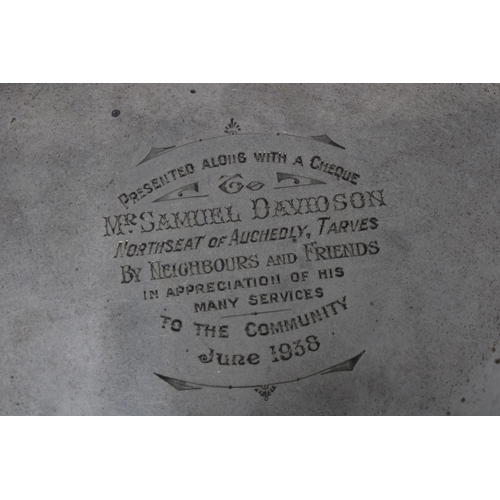 PRESENTED ALONG WITH A CHEQUE
To
MR. SAMUEL DAVIDSON
NORTHSEAT OF AUCHEDLY, TARVES
BY NEIGHBOURS AND FRIENDS
IN APPRECIATION OF HIS
MANY SERVICES
TO THE COMMUNITY
June 1938